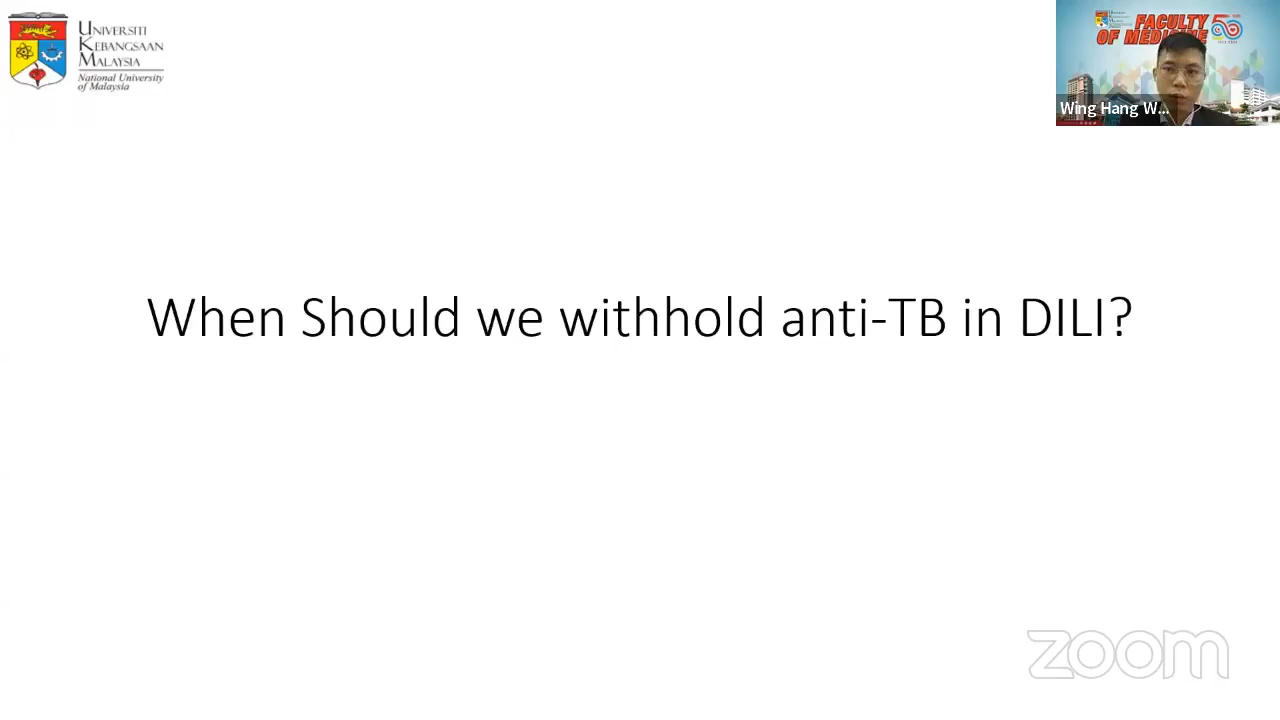 UNIVERSITI
KEBANGSAAN
MALAYSIA
National University
of Malaysia
FACULTY
OF MEDICINE
Wing Hang W...
When Should we withhold anti-TB in DILI?
zoom